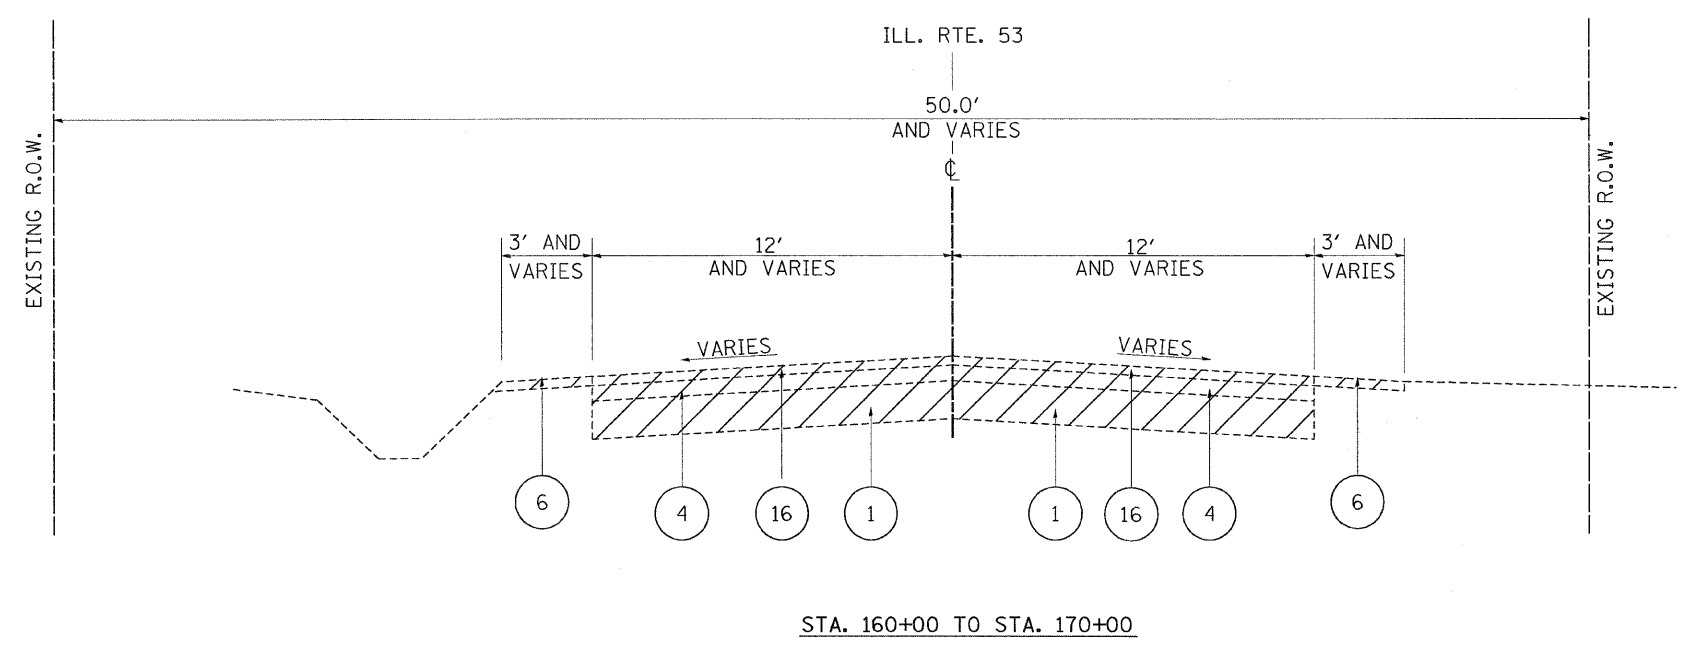 ILL. RTE. 53
50.0'
AND VARIES
℄
EXISTING R.O.W.
EXISTING R.O.W.
3' AND
VARIES
12'
AND VARIES
12'
AND VARIES
3' AND
VARIES
VARIES
VARIES
6
4
16
1
1
16
4
6
STA. 160+00 TO STA. 170+00